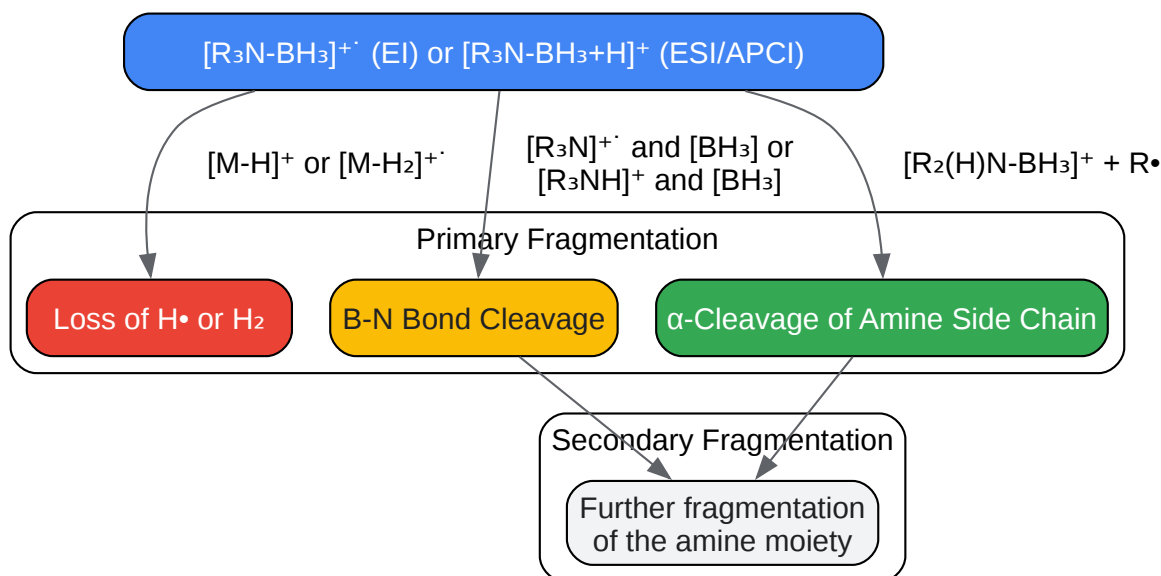 [R₃N-BH₃]⁺˙ (EI) or [R₃N-BH₃+H]⁺ (ESI/APCI)
[M-H]⁺ or [M-H₂]⁺˙
[R₃N]⁺˙ and [BH₃] or
[R₃NH]⁺ and [BH₃]
[R₂(H)N-BH₃]⁺ + R•
Primary Fragmentation
Loss of H• or H₂
B-N Bond Cleavage
α-Cleavage of Amine Side Chain
Secondary Fragmentation
Further fragmentation
of the amine moiety